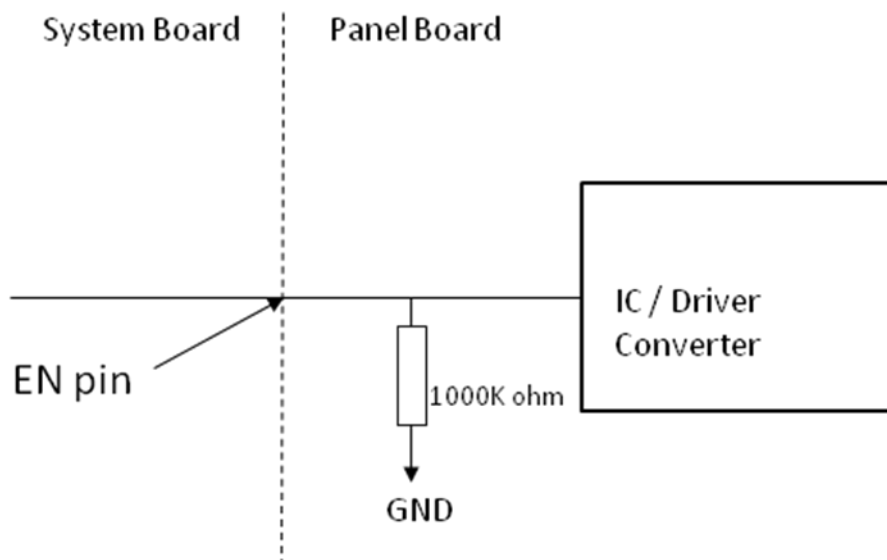 System Board
Panel Board
IC / Driver
Converter
EN pin
1000K ohm
GND